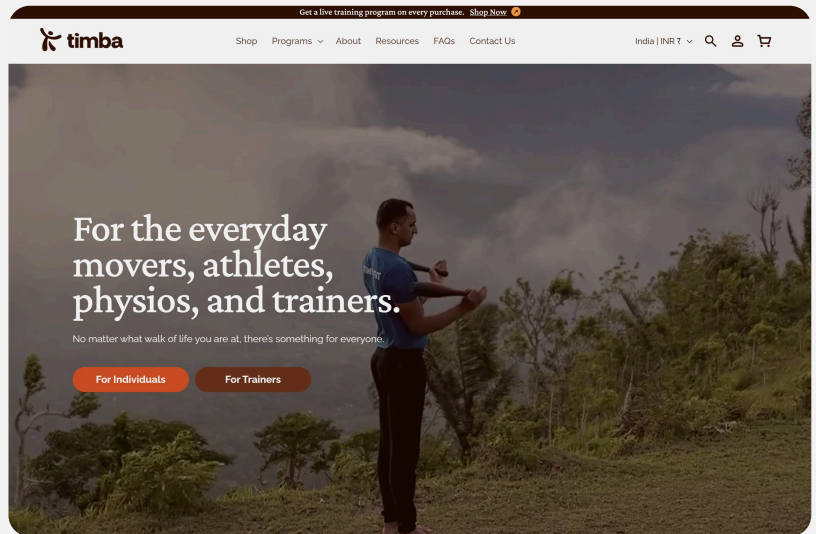 Get a live training program on every purchase. Shop Now
timba
Shop Programs About Resources FAQs Contact Us
India | INR ₹
For the everyday
movers, athletes,
physios, and trainers.
No matter what walk of life you are at, there's something for everyone.
For Individuals For Trainers